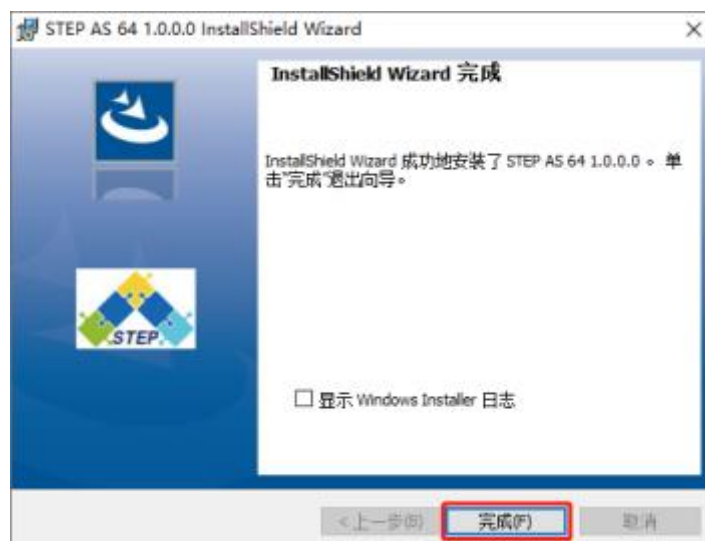 STEP AS 64 1.0.0.0 InstallShield Wizard
InstallShield Wizard 完成
InstallShield Wizard 成功地安装了 STEP AS 64 1.0.0.0 。 单
击“完成”退出向导。
STEP
显示 Windows Installer 日志
<上一步(B) 完成(F) 取消